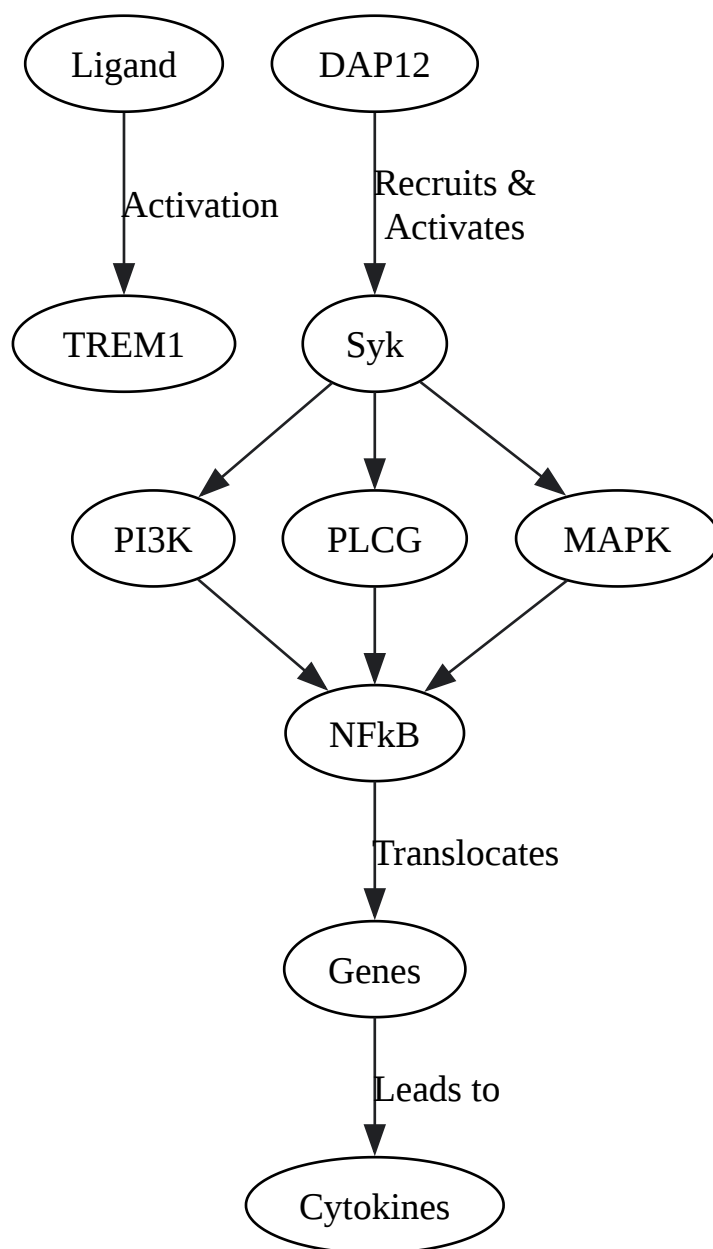 Ligand
DAP12
Activation
Recruits &
Activates
TREM1
Syk
PI3K
PLCG
MAPK
NFkB
Translocates
Genes
Leads to
Cytokines